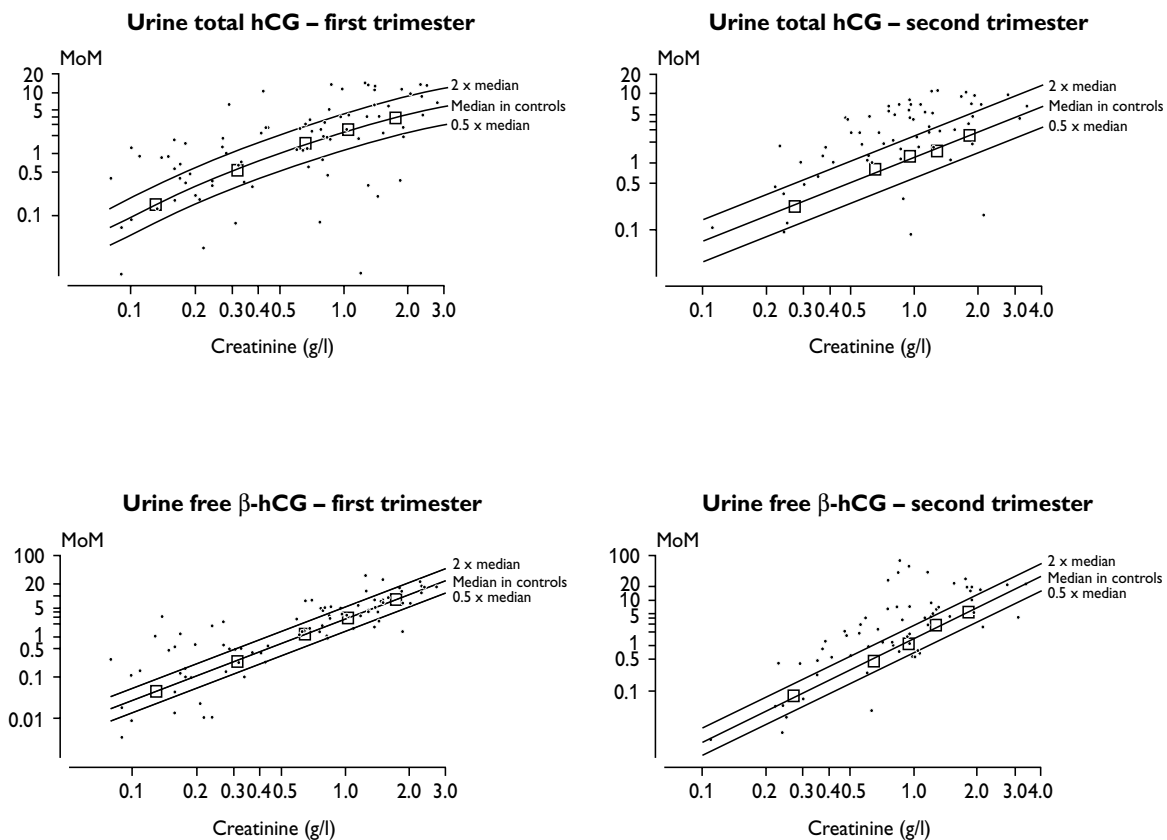 Urine total hCG – first trimester
MoM
20
10
5
1
0.5
0.1
2 x median
Median in controls
0.5 x median
0.1 0.2 0.3 0.4 0.5 1.0 2.0 3.0
Creatinine (g/l)
Urine total hCG – second trimester
MoM
20
10
5
1
0.5
0.1
2 x median
Median in controls
0.5 x median
0.1 0.2 0.3 0.4 0.5 1.0 2.0 3.0 4.0
Creatinine (g/l)
Urine free β-hCG – first trimester
MoM
100
20
10
5
1
0.5
0.1
0.01
2 x median
Median in controls
0.5 x median
0.1 0.2 0.3 0.4 0.5 1.0 2.0 3.0
Creatinine (g/l)
Urine free β-hCG – second trimester
MoM
100
20
10
5
1
0.5
0.1
2 x median
Median in controls
0.5 x median
0.1 0.2 0.3 0.4 0.5 1.0 2.0 3.0 4.0
Creatinine (g/l)